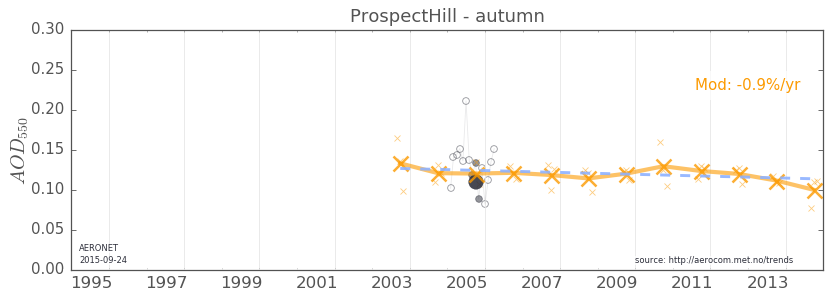 ProspectHill - autumn
0.30
0.25
0.20
0.15
0.10
0.05
0.00
AOD550
Mod: -0.9%/yr
AERONET
2015-09-24
source: http://aerocom.met.no/trends
1995 1997 1999 2001 2003 2005 2007 2009 2011 2013